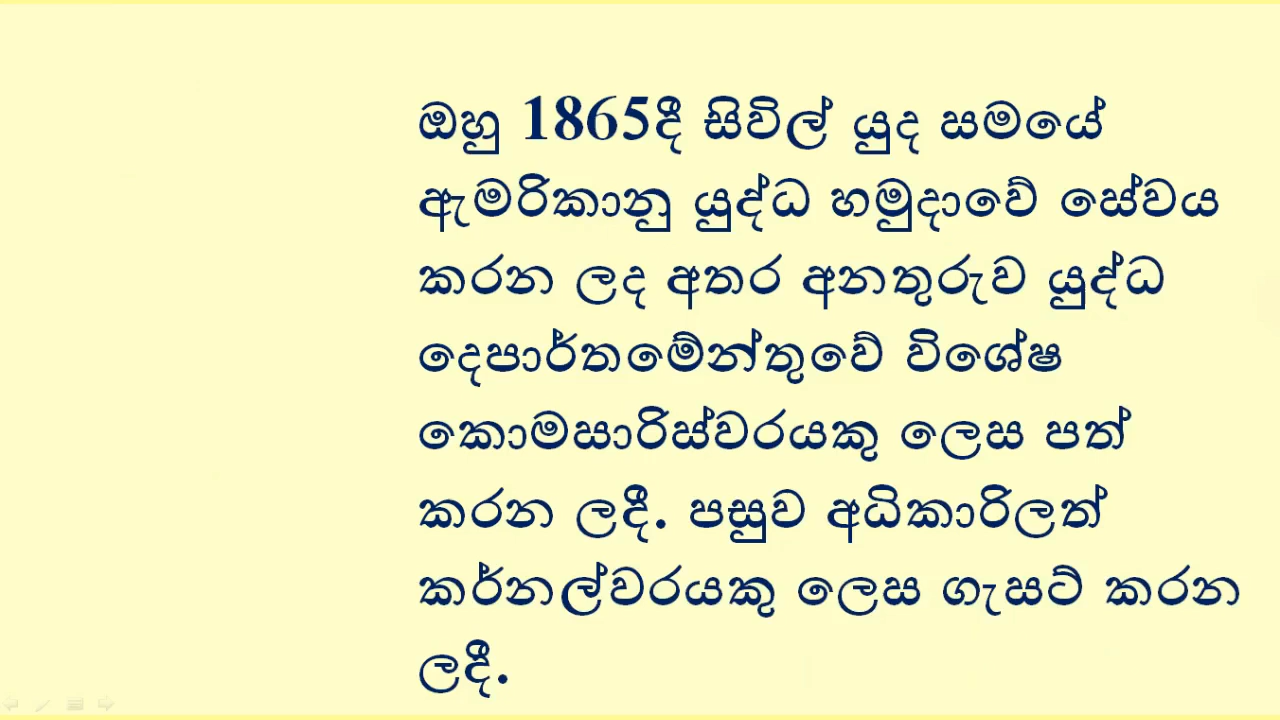 ඔහු 1865දී සිවිල් යුද සමයේ
ඇමරිකානු යුද්ධ හමුදාවේ සේවය
කරන ලද අතර අනතුරුව යුද්ධ
දෙපාර්තමේන්තුවේ විශේෂ
කොමසාරිස්වරයකු ලෙස පත්
කරන ලදී. පසුව අධිකාරිලත්
කර්නල්වරයකු ලෙස ගැසට් කරන
ලදී.